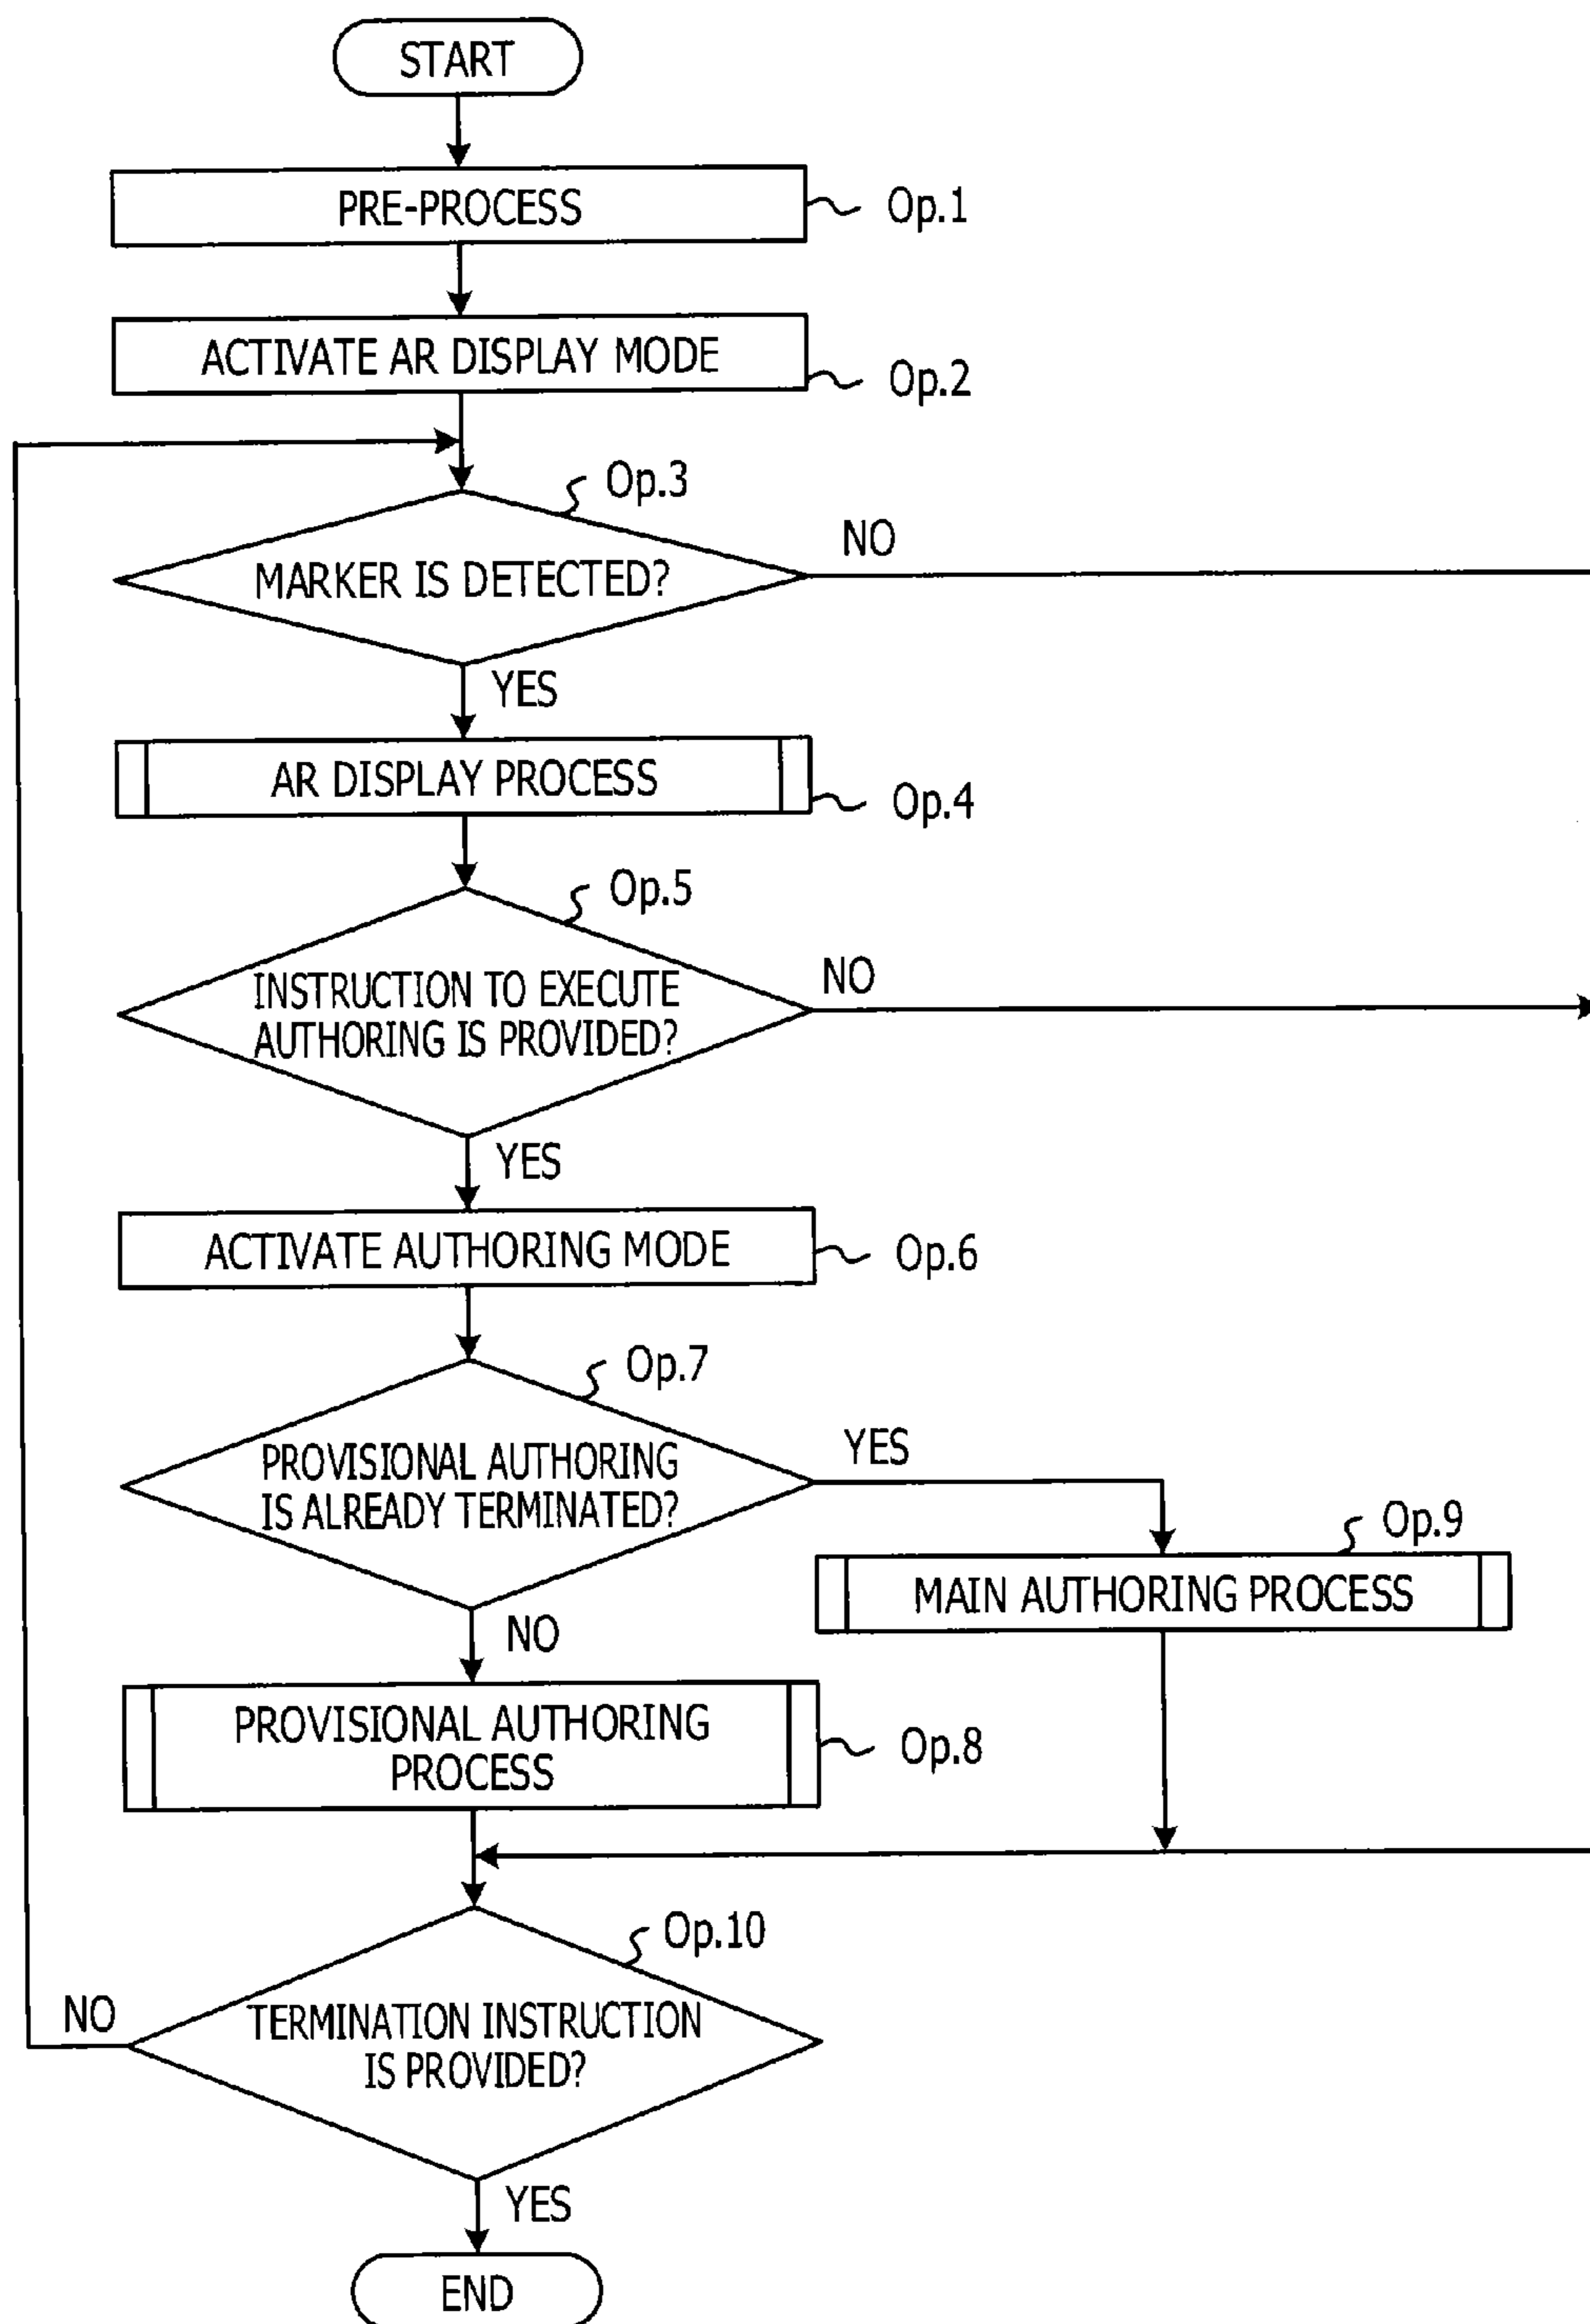 START
PRE-PROCESS
Op.1
ACTIVATE AR DISPLAY MODE
Op.2
Op.3
MARKER IS DETECTED?
NO
YES
AR DISPLAY PROCESS
Op.4
Op.5
INSTRUCTION TO EXECUTE
AUTHORING IS PROVIDED?
NO
YES
ACTIVATE AUTHORING MODE
Op.6
Op.7
PROVISIONAL AUTHORING
IS ALREADY TERMINATED?
YES
Op.9
MAIN AUTHORING PROCESS
NO
PROVISIONAL AUTHORING
PROCESS
Op.8
Op.10
TERMINATION INSTRUCTION
IS PROVIDED?
NO
YES
END